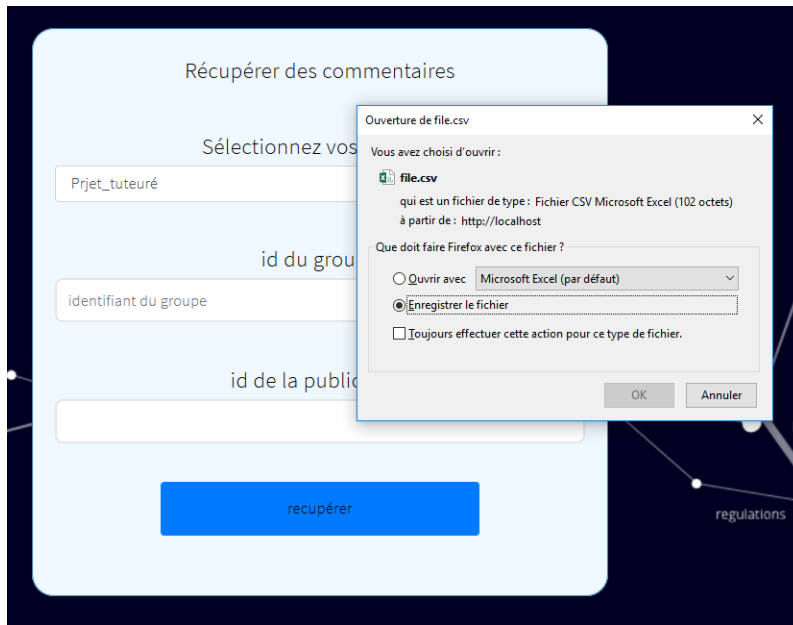 Récupérer des commentaires
Sélectionnez vos
Prjet_tuteuré
id du grou
identifiant du groupe
id de la public
recupérer
Ouverture de file.csv
Vous avez choisi d'ouvrir :
file.csv
qui est un fichier de type : Fichier CSV Microsoft Excel (102 octets)
à partir de : http://localhost
Que doit faire Firefox avec ce fichier ?
Ouvrir avec Microsoft Excel (par défaut)
Enregistrer le fichier
Toujours effectuer cette action pour ce type de fichier.
OK Annuler
regulations